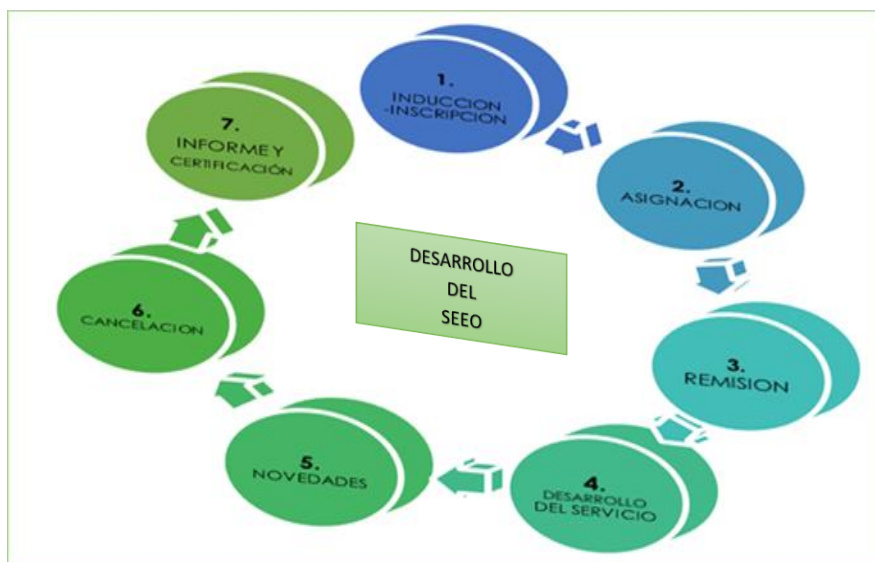 1.
INDUCCION
-INSCRIPCION
2.
ASIGNACION
3.
REMISION
4.
DESARROLLO
DEL SERVICIO
5.
NOVEDADES
6.
CANCELACION
7.
INFORME Y
CERTIFICACIÓN
DESARROLLO
DEL
SEEO